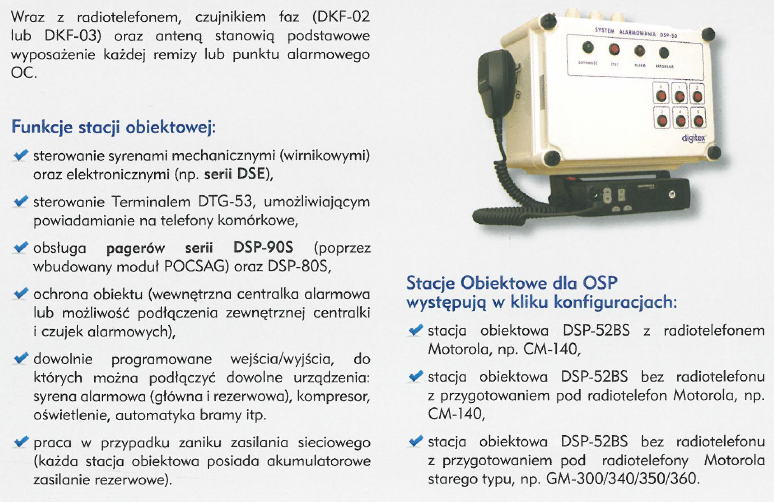 Wraz z radiotelefonem, czujnikiem faz (DKF-02
lub DKF-03) oraz anteną stanowią podstawowe
wyposażenie każdej remizy lub punktu alarmowego
OC.
Funkcje stacji obiektowej:
sterowanie syrenami mechanicznymi (wirnikowymi)
oraz elektronicznymi (np. serii DSE),
sterowanie Terminalem DTG-53, umożliwiającym
powiadamianie na telefony komórkowe,
obsługa pagerów serii DSP-90S (poprzez
wbudowany moduł POCSAG) oraz DSP-80S,
ochrona obiektu (wewnętrzna centralka alarmowa
lub możliwość podłączenia zewnętrznej centralki
i czujek alarmowych),
dowolnie programowane wejścia/wyjścia, do
których można podłączyć dowolne urządzenia:
syrena alarmowa (główna i rezerwowa), kompresor,
oświetlenie, automatyka bramy itp.
praca w przypadku zaniku zasilania sieciowego
(każda stacja obiektowa posiada akumulatorowe
zasilanie rezerwowe).
SYSTEM ALARMOWANIA DSP-50
TEST
ALARM
digitex
Stacje Obiektowe dla OSP
występują w kliku konfiguracjach:
stacja obiektowa DSP-52BS z radiotelefonem
Motorola, np. CM-140,
stacja obiektowa DSP-52BS bez radiotelefonu
z przygotowaniem pod radiotelefon Motorola, np.
CM-140,
stacja obiektowa DSP-52BS bez radiotelefonu
z przygotowaniem pod radiotelefony Motorola
starego typu, np. GM-300/340/350/360.